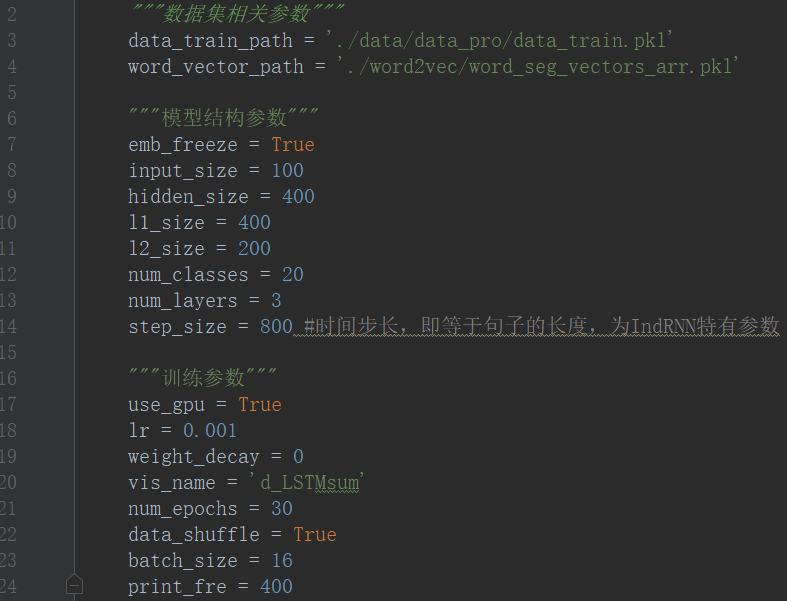 2 """数据集相关参数"""
3 data_train_path = './data/data_pro/data_train.pkl'
4 word_vector_path = './word2vec/word_seg_vectors_arr.pkl'
5
6 """模型结构参数"""
7 emb_freeze = True
8 input_size = 100
9 hidden_size = 400
10 l1_size = 400
11 l2_size = 200
12 num_classes = 20
13 num_layers = 3
14 step_size = 800 #时间步长，即等于句子的长度，为IndRNN特有参数
15
16 """训练参数"""
17 use_gpu = True
18 lr = 0.001
19 weight_decay = 0
20 vis_name = 'd_LSTMsum'
21 num_epochs = 30
22 data_shuffle = True
23 batch_size = 16
24 print_fre = 400